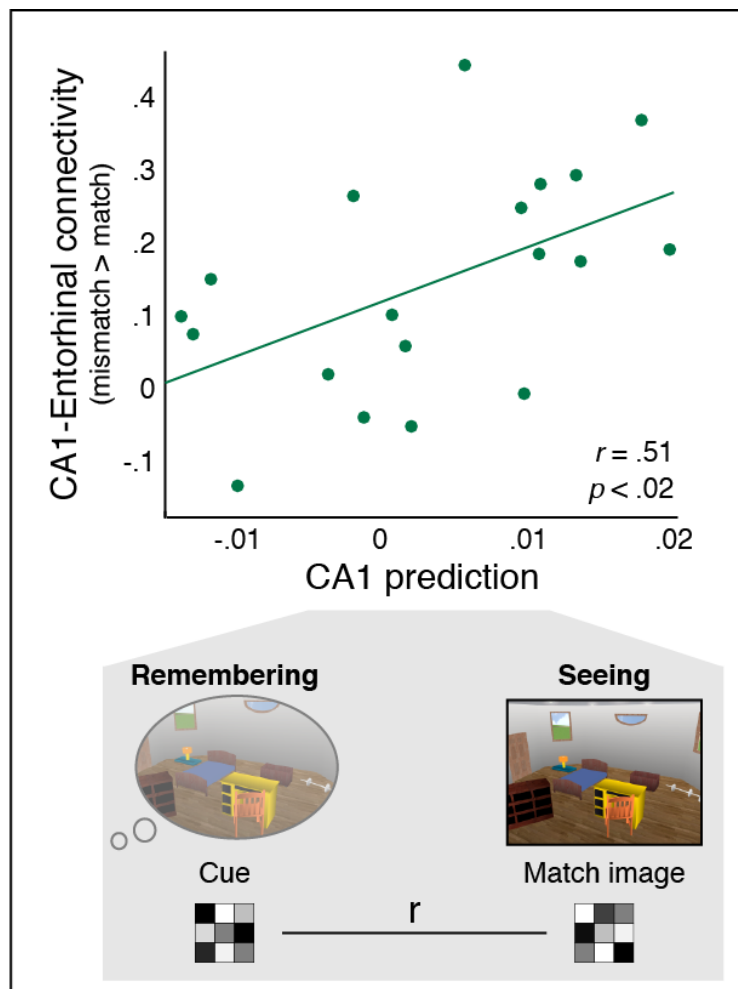 CA1-Entorhinal connectivity
(mismatch > match)
.4
.3
.2
.1
0
-.1
r = .51
p < .02
-.01
0
.01
.02
CA1 prediction
Remembering
Seeing
Cue
Match image
r